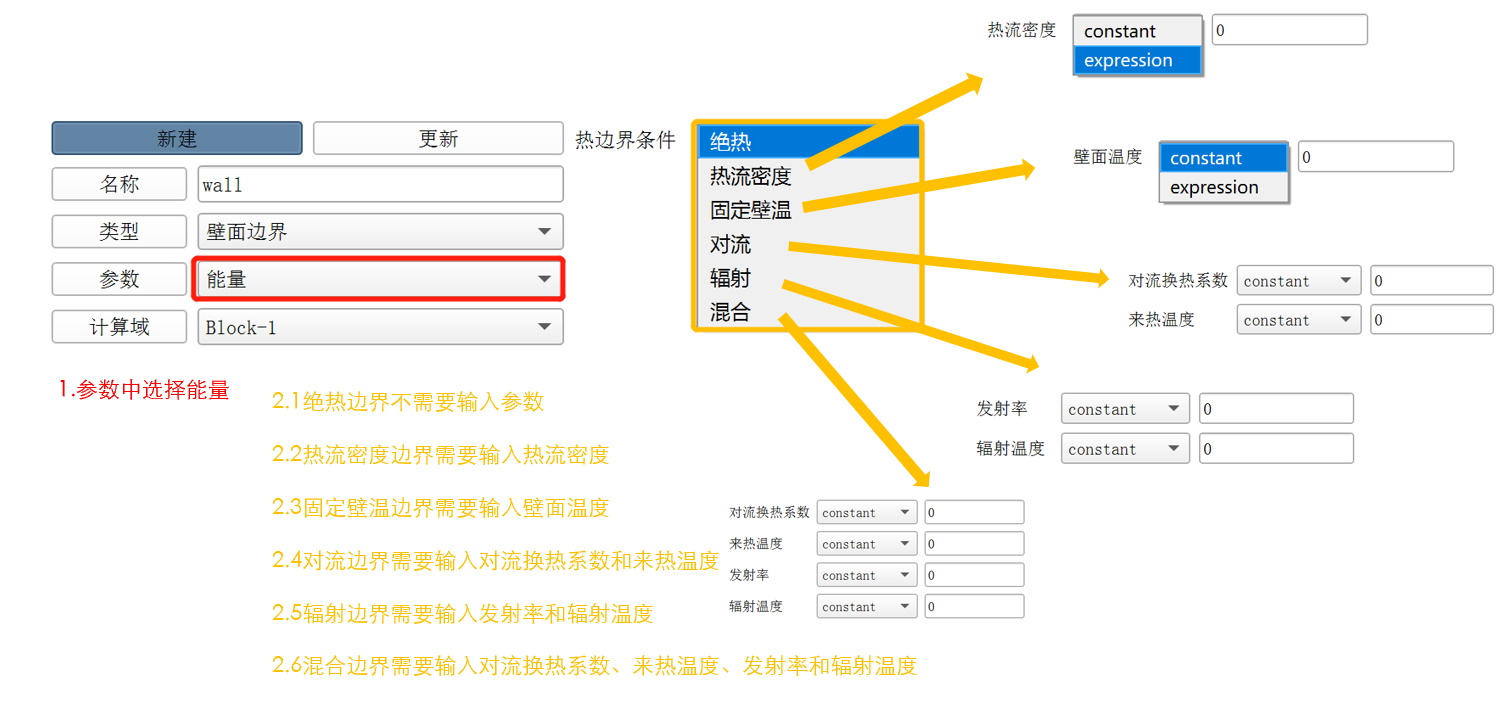 热流密度 constant 0
expression
新建 更新 热边界条件 绝热
热流密度
固定壁温
对流
辐射
混合
名称 wall
类型 壁面边界
参数 能量
计算域 Block-1
壁面温度 constant 0
expression
对流换热系数 constant 0
来热温度 constant 0
发射率 constant 0
辐射温度 constant 0
对流换热系数 constant 0
来热温度 constant 0
发射率 constant 0
辐射温度 constant 0
1.参数中选择能量
2.1绝热边界不需要输入参数
2.2热流密度边界需要输入热流密度
2.3固定壁温边界需要输入壁面温度
2.4对流边界需要输入对流换热系数和来热温度
2.5辐射边界需要输入发射率和辐射温度
2.6混合边界需要输入对流换热系数、来热温度、发射率和辐射温度